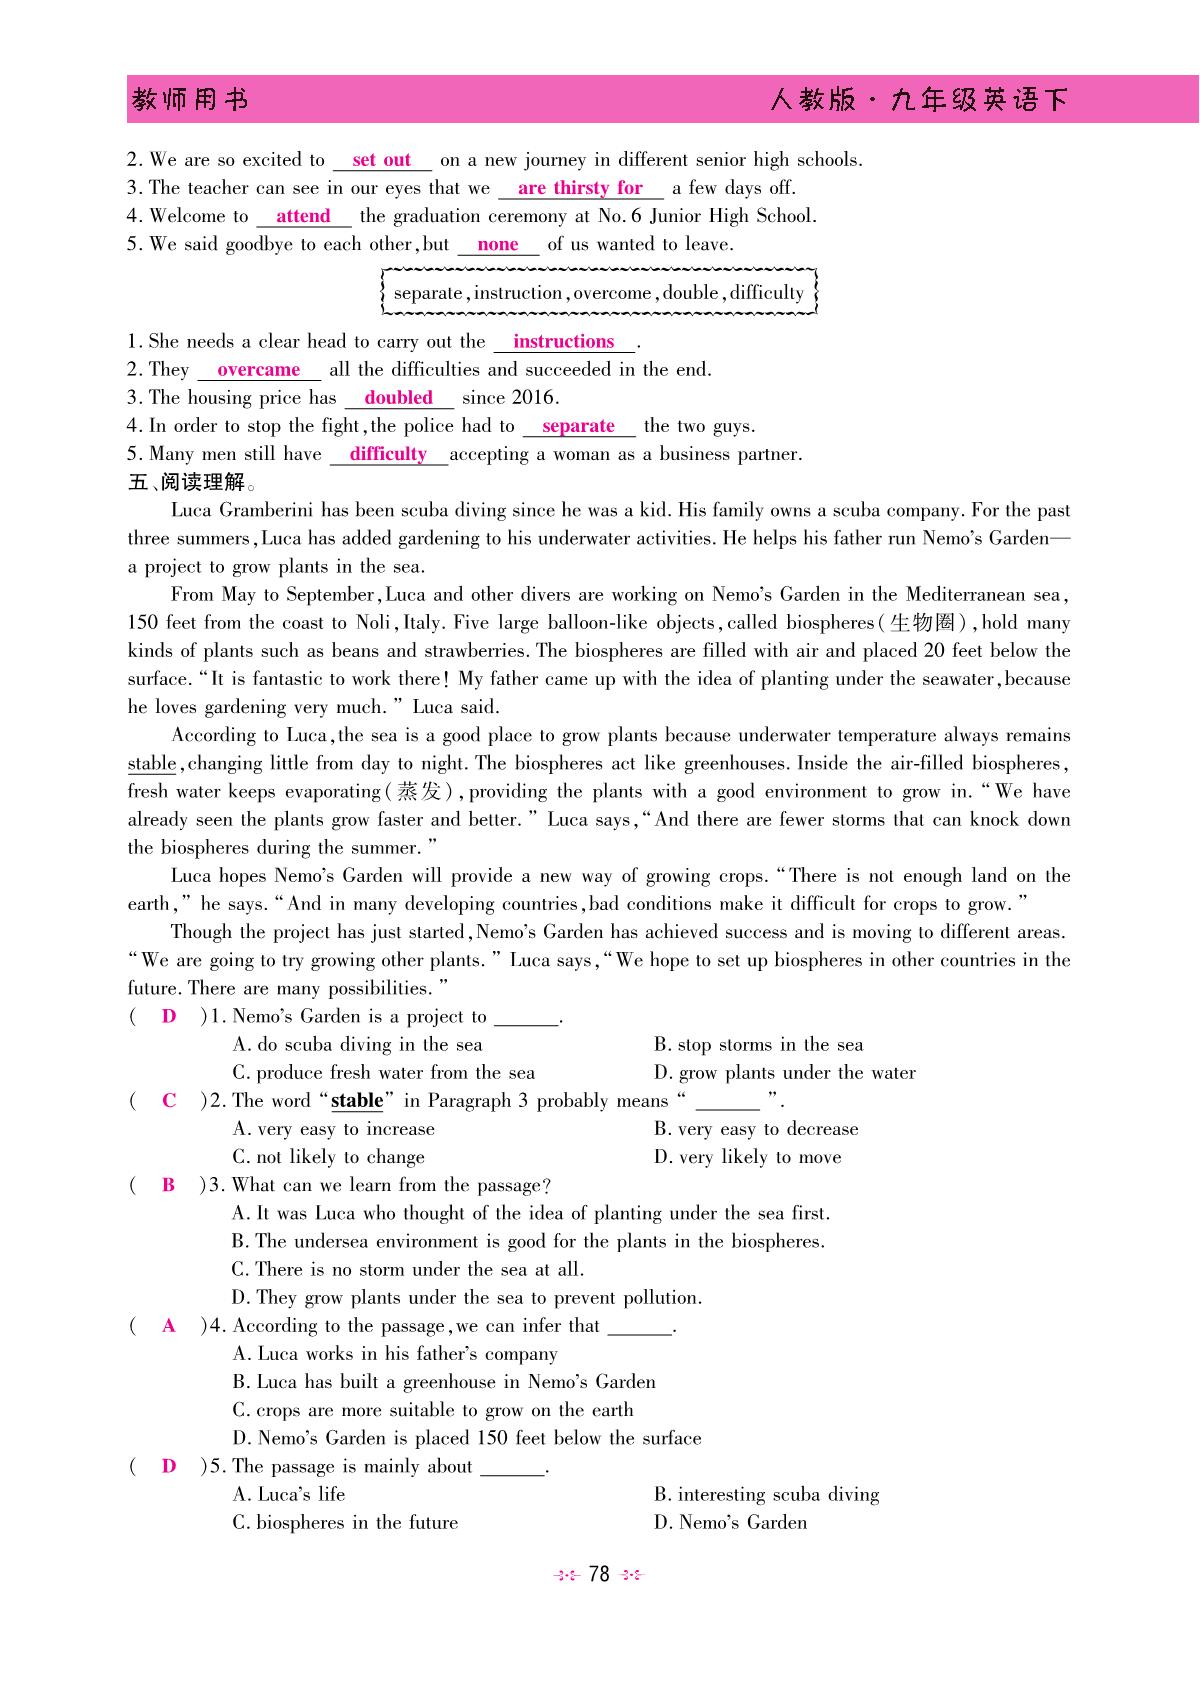 教师用书 人教版·九年级英语下
2. We are so excited to set out on a new journey in different senior high schools.
3. The teacher can see in our eyes that we are thirsty for a few days off.
4. Welcome to attend the graduation ceremony at No. 6 Junior High School.
5. We said goodbye to each other, but none of us wanted to leave.
separate, instruction, overcome, double, difficulty
1. She needs a clear head to carry out the instructions.
2. They overcame all the difficulties and succeeded in the end.
3. The housing price has doubled since 2016.
4. In order to stop the fight, the police had to separate the two guys.
5. Many men still have difficulty accepting a woman as a business partner.
五、阅读理解。
Luca Gramberini has been scuba diving since he was a kid. His family owns a scuba company. For the past
three summers, Luca has added gardening to his underwater activities. He helps his father run Nemo's Garden—
a project to grow plants in the sea.
From May to September, Luca and other divers are working on Nemo's Garden in the Mediterranean sea,
150 feet from the coast to Noli, Italy. Five large balloon-like objects, called biospheres(生物圈), hold many
kinds of plants such as beans and strawberries. The biospheres are filled with air and placed 20 feet below the
surface. "It is fantastic to work there! My father came up with the idea of planting under the seawater, because
he loves gardening very much." Luca said.
According to Luca, the sea is a good place to grow plants because underwater temperature always remains
stable, changing little from day to night. The biospheres act like greenhouses. Inside the air-filled biospheres,
fresh water keeps evaporating(蒸发), providing the plants with a good environment to grow in. "We have
already seen the plants grow faster and better." Luca says, "And there are fewer storms that can knock down
the biospheres during the summer."
Luca hopes Nemo's Garden will provide a new way of growing crops. "There is not enough land on the
earth," he says. "And in many developing countries, bad conditions make it difficult for crops to grow."
Though the project has just started, Nemo's Garden has achieved success and is moving to different areas.
"We are going to try growing other plants." Luca says, "We hope to set up biospheres in other countries in the
future. There are many possibilities."
( D )1. Nemo's Garden is a project to ______.
A. do scuba diving in the sea B. stop storms in the sea
C. produce fresh water from the sea D. grow plants under the water
( C )2. The word "stable" in Paragraph 3 probably means "______".
A. very easy to increase B. very easy to decrease
C. not likely to change D. very likely to move
( B )3. What can we learn from the passage?
A. It was Luca who thought of the idea of planting under the sea first.
B. The undersea environment is good for the plants in the biospheres.
C. There is no storm under the sea at all.
D. They grow plants under the sea to prevent pollution.
( A )4. According to the passage, we can infer that ______.
A. Luca works in his father's company
B. Luca has built a greenhouse in Nemo's Garden
C. crops are more suitable to grow on the earth
D. Nemo's Garden is placed 150 feet below the surface
( D )5. The passage is mainly about ______.
A. Luca's life B. interesting scuba diving
C. biospheres in the future D. Nemo's Garden
78